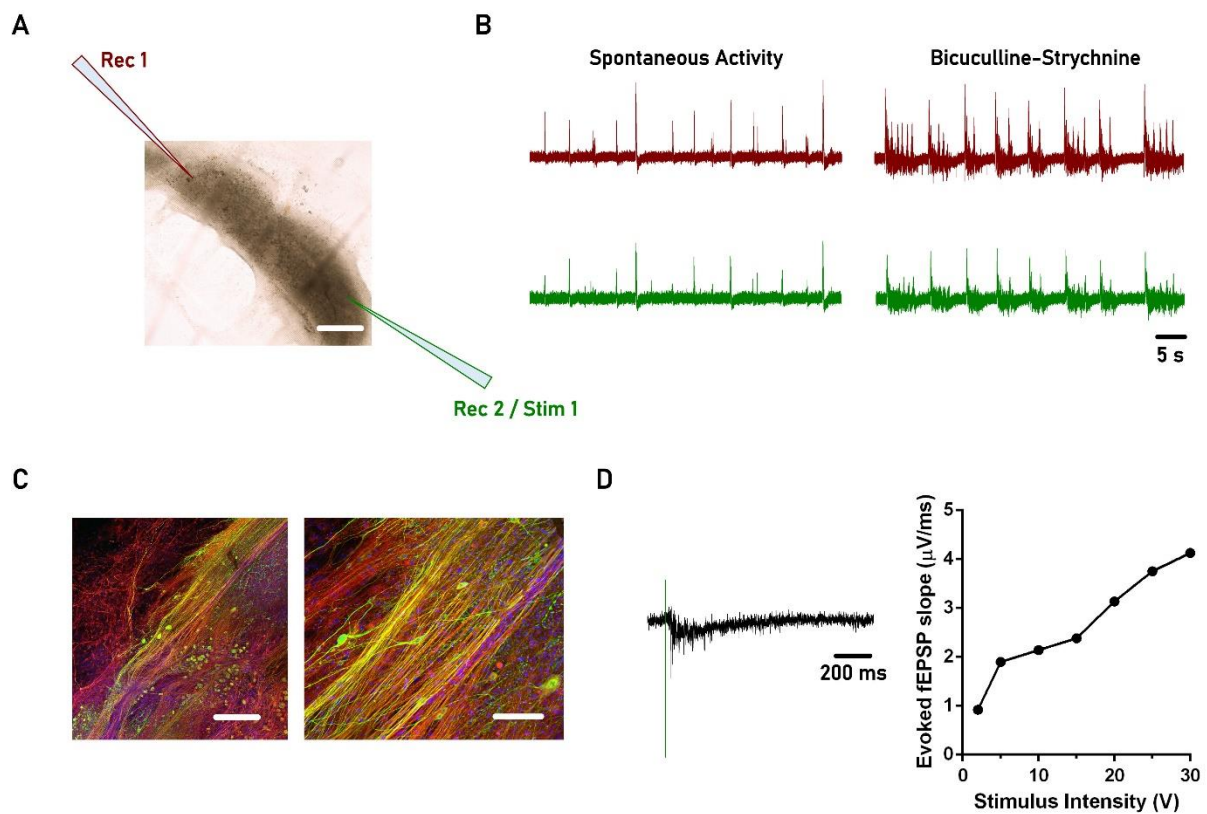 A
Rec 1
Rec 2 / Stim 1
B
Spontaneous Activity
Bicuculline-Strychnine
5 s
C
D
200 ms
Evoked fEPSP slope (µV/ms)
5
4
3
2
1
0
0
10
20
30
Stimulus Intensity (V)